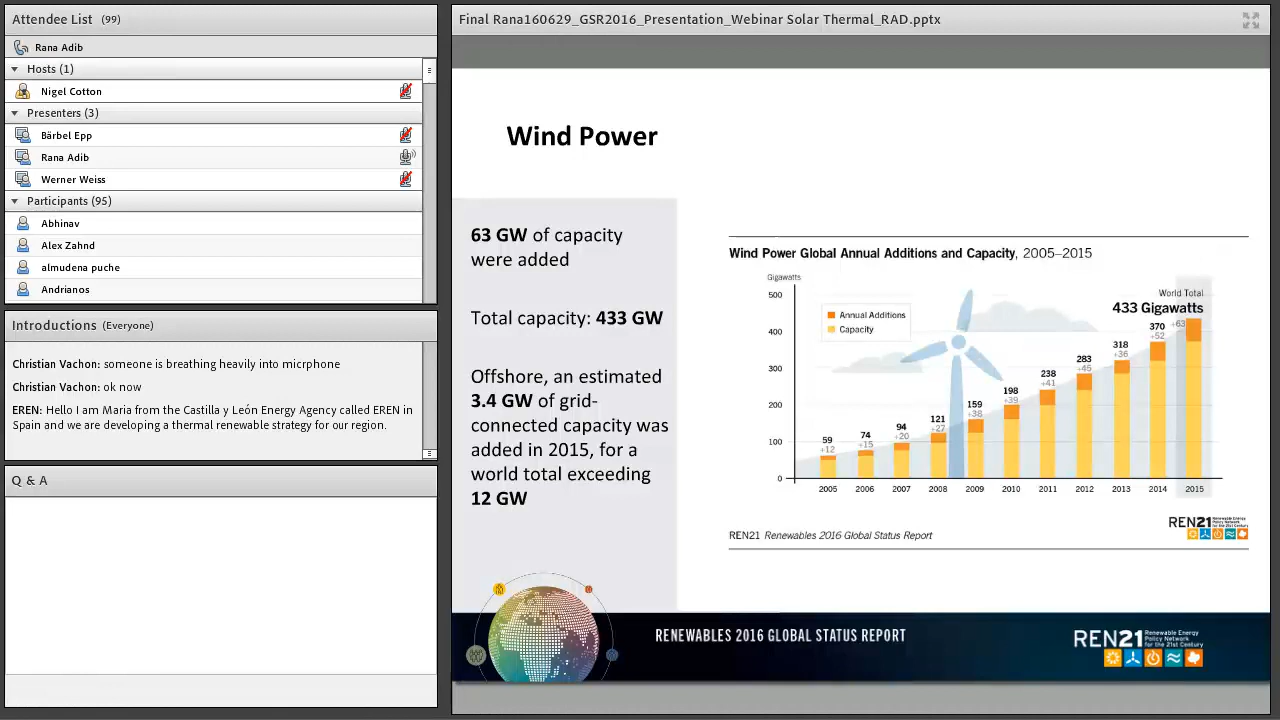 Attendee List (99)
Rana Adib
Hosts (1)
Nigel Cotton
Presenters (3)
Bärbel Epp
Rana Adib
Werner Weiss
Participants (95)
Abhinav
Alex Zahnd
almudena puche
Andrianos
Introductions (Everyone)
Christian Vachon: someone is breathing heavily into micrphone
Christian Vachon: ok now
EREN: Hello I am Maria from the Castilla y León Energy Agency called EREN in
Spain and we are developing a thermal renewable strategy for our region.
Q & A
Final Rana160629_GSR2016_Presentation_Webinar Solar Thermal_RAD.pptx
Wind Power
63 GW of capacity
were added
Total capacity: 433 GW
Offshore, an estimated
3.4 GW of grid-
connected capacity was
added in 2015, for a
world total exceeding
12 GW
Wind Power Global Annual Additions and Capacity, 2005–2015
Gigawatts
500
400
300
200
100
0
Annual Additions
Capacity
World Total
433 Gigawatts
59
+12
74
+15
94
+20
121
+27
159
+38
198
+39
238
+41
283
+45
318
+36
370
+52
+63
2005 2006 2007 2008 2009 2010 2011 2012 2013 2014 2015
REN21 Renewables 2016 Global Status Report
REN21 Renewable Energy
Policy Network
for the 21st Century
RENEWABLES 2016 GLOBAL STATUS REPORT
REN21 Renewable Energy
Policy Network
for the 21st Century